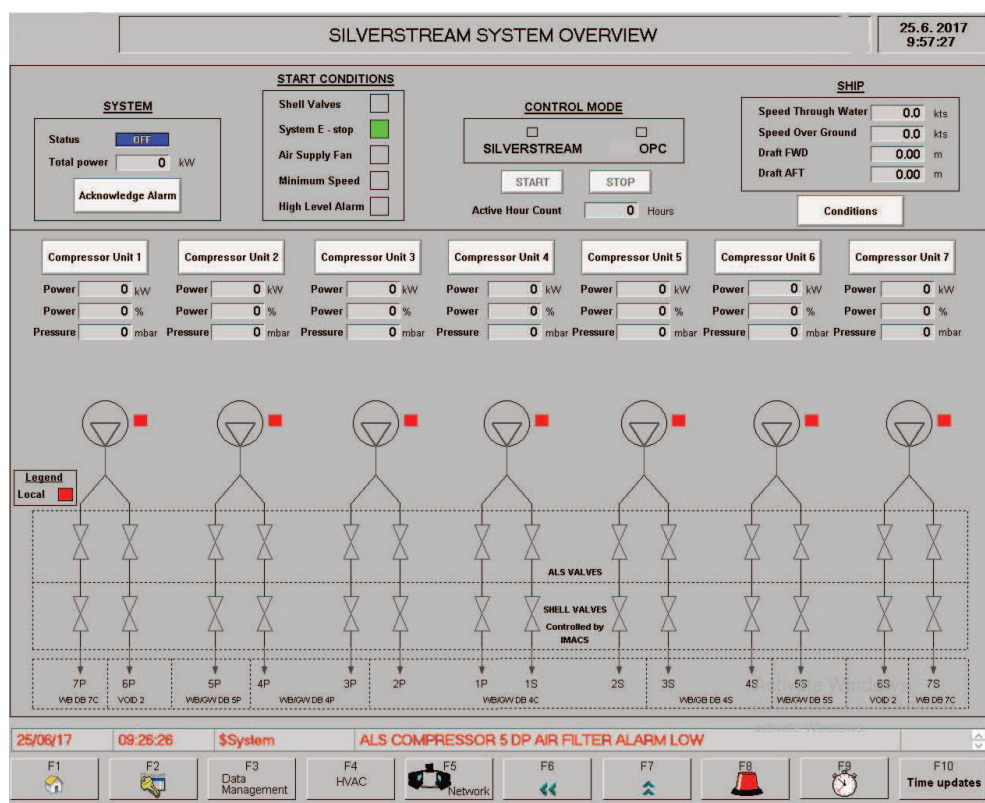 SILVERSTREAM SYSTEM OVERVIEW
25.6.2017
9:57:27
SYSTEM
Status OFF
Total power 0 kW
Acknowledge Alarm
START CONDITIONS
Shell Valves
System E - stop
Air Supply Fan
Minimum Speed
High Level Alarm
CONTROL MODE
SILVERSTREAM OPC
START STOP
Active Hour Count 0 Hours
SHIP
Speed Through Water 0.0 kts
Speed Over Ground 0.0 kts
Draft FWD 0.00 m
Draft AFT 0.00 m
Conditions
Compressor Unit 1 Compressor Unit 2 Compressor Unit 3 Compressor Unit 4 Compressor Unit 5 Compressor Unit 6 Compressor Unit 7
Power 0 kW Power 0 kW Power 0 kW Power 0 kW Power 0 kW Power 0 kW Power 0 kW
Power 0 % Power 0 % Power 0 % Power 0 % Power 0 % Power 0 % Power 0 %
Pressure 0 mbar Pressure 0 mbar Pressure 0 mbar Pressure 0 mbar Pressure 0 mbar Pressure 0 mbar Pressure 0 mbar
Legend
Local
ALS VALVES
SHELL VALVES
Controlled by
IMACS
7P 6P 5P 4P 3P 2P 1P 1S 2S 3S 4S 5S 6S 7S
WB DB 7C VOID 2 WB/GW DB 5P WB/GW DB 4P WB/GW DB 4C WB/GB DB 4S WB/GW DB 5S VOID 2 WB DB 7C
Activate Windows
25/06/17 09:26:26 $System ALS COMPRESSOR 5 DP AIR FILTER ALARM LOW
F1 F2 F3 F4 F5 F6 F7 F8 F9 F10
Data
Management
HVAC
Network
Time updates